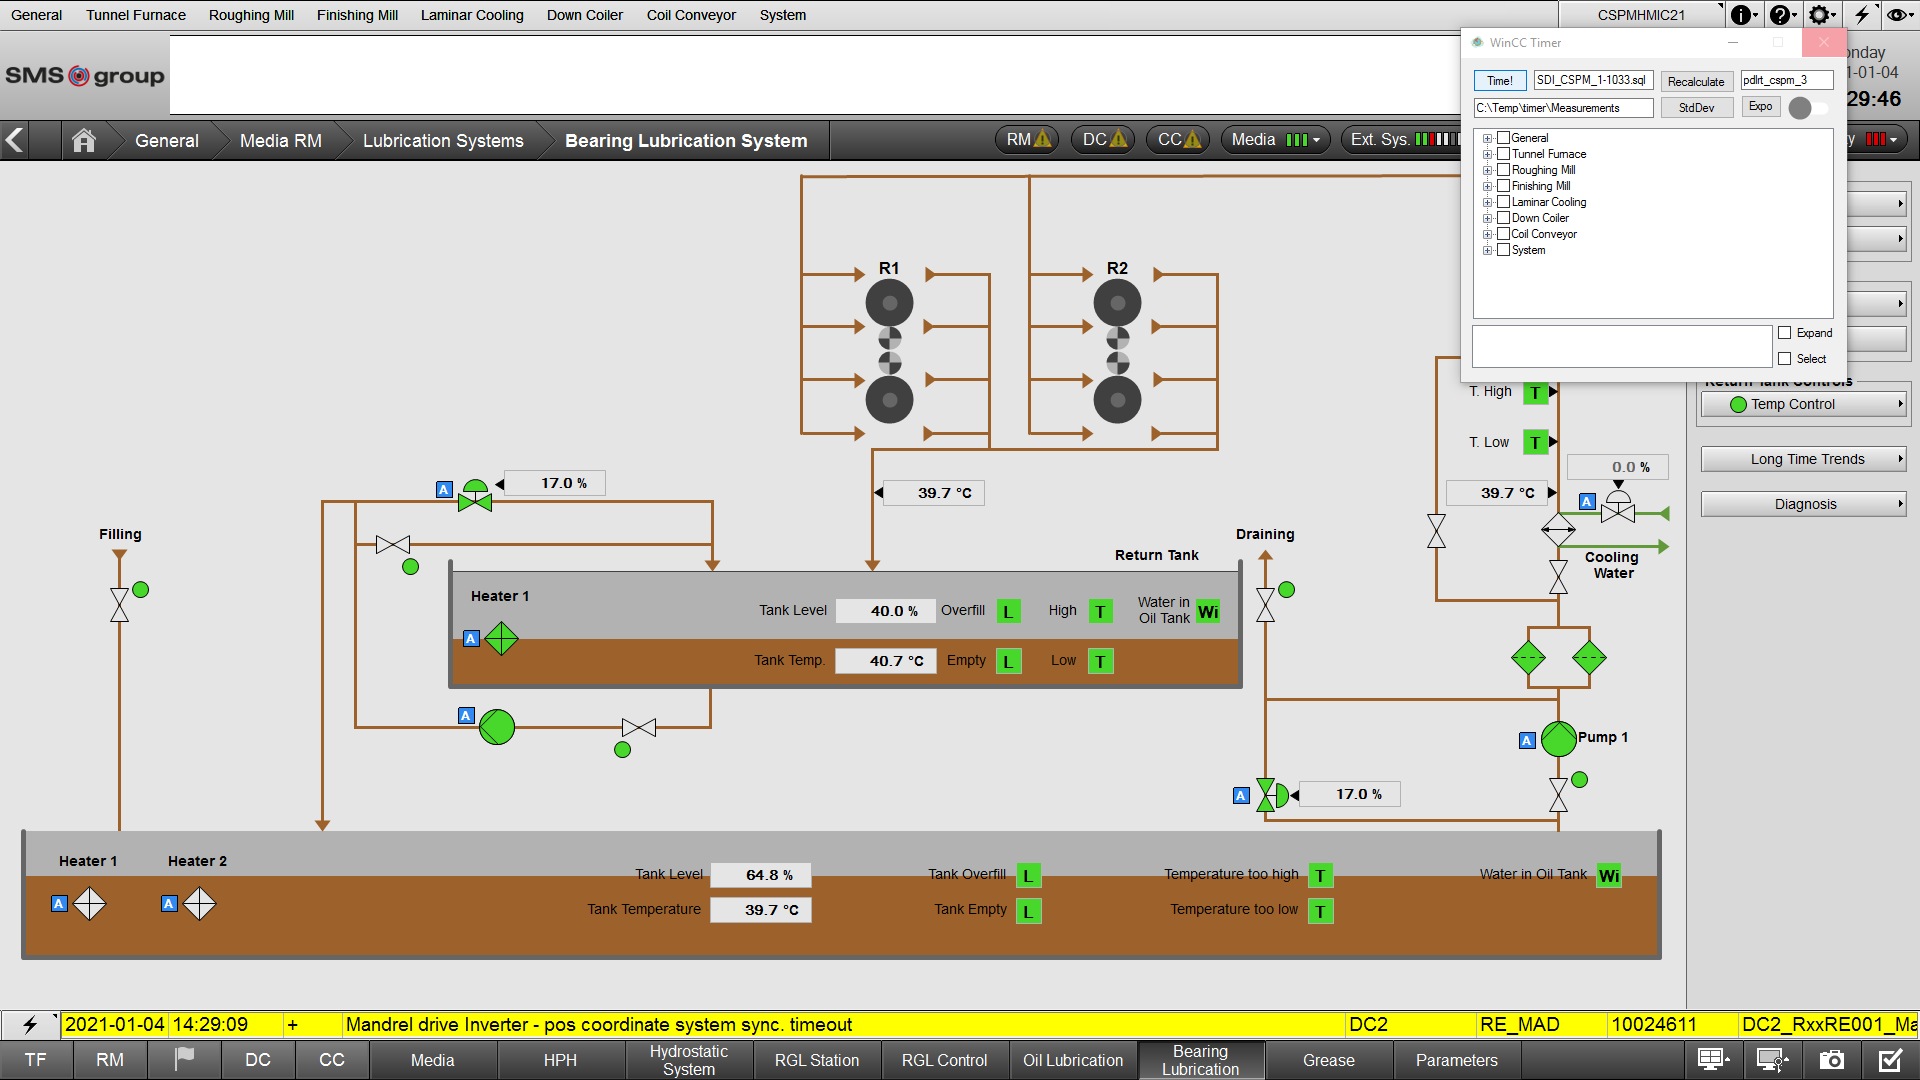 General Tunnel Furnace Roughing Mill Finishing Mill Laminar Cooling Down Coiler Coil Conveyor System CSPMHMIC21
SMS group
WinCC Timer
Time! SDI_CSPM_1-1033.sql Recalculate pdlrt_cspm_3
C:\Temp\timer\Measurements StdDev Expo
nday
-01-04
29:46
General Media RM Lubrication Systems Bearing Lubrication System RM DC CC Media Ext. Sys.
General
Tunnel Furnace
Roughing Mill
Finishing Mill
Laminar Cooling
Down Coiler
Coil Conveyor
System
Expand
Select
R1 R2
T. High T
Return Tank Controls
Temp Control
T. Low T
Long Time Trends
0.0 %
A 17.0 %
39.7 °C
39.7 °C
A
Diagnosis
Filling
Draining
Return Tank
Cooling
Water
Heater 1
A
Tank Level 40.0 % Overfill L High T Water in
Oil Tank Wi
Tank Temp. 40.7 °C Empty L Low T
A
A Pump 1
A 17.0 %
Heater 1 Heater 2
A A
Tank Level 64.8 % Tank Overfill L Temperature too high T Water in Oil Tank Wi
Tank Temperature 39.7 °C Tank Empty L Temperature too low T
2021-01-04 14:29:09 + Mandrel drive Inverter - pos coordinate system sync. timeout DC2 RE_MAD 10024611 DC2_RxxRE001_Ma
TF RM DC CC Media HPH Hydrostatic
System RGL Station RGL Control Oil Lubrication Bearing
Lubrication Grease Parameters